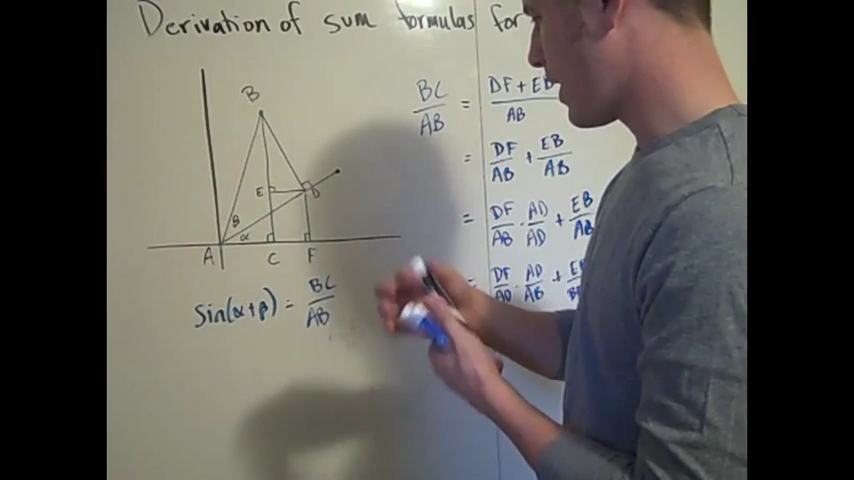 Derivation of sum formulas for
B
E
D
β
α
A
C
F
sin(α+β) = BC/AB
BC/AB = DF + EB/AB
= DF/AB + EB/AB
= DF/AB · AD/AD + EB/AB
= DF/AD · AD/AB +